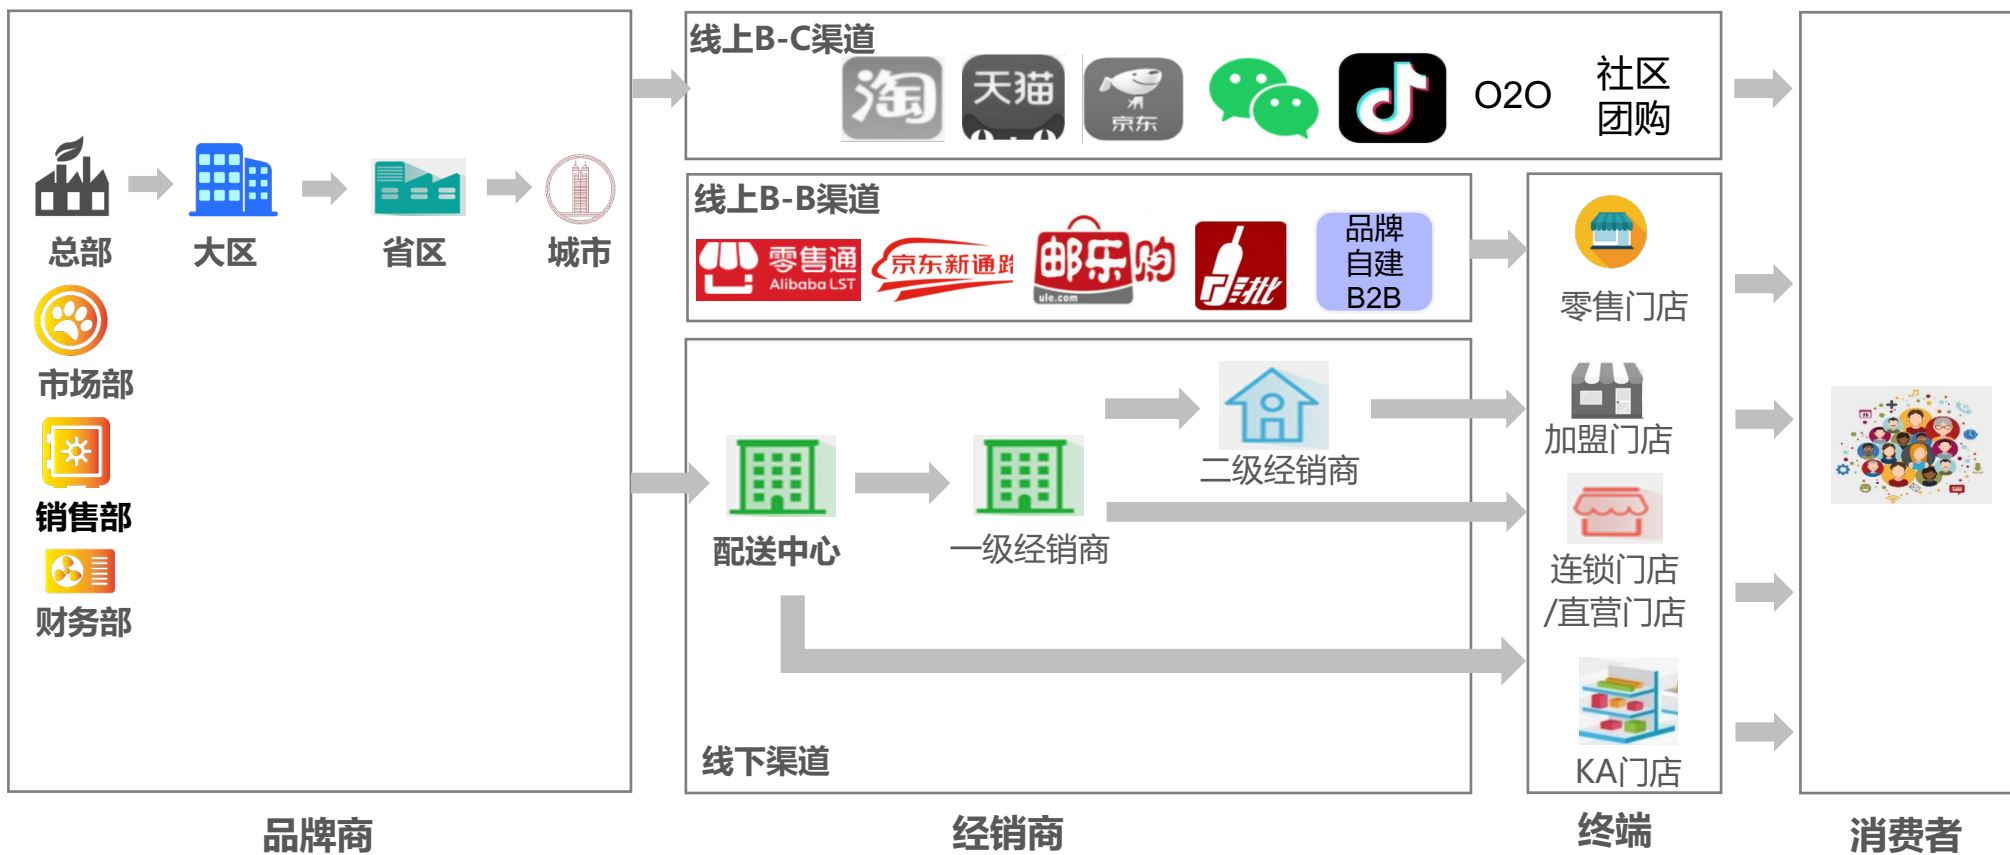 线上B-C渠道
淘
天猫
京东
O2O
社区
团购
总部
大区
省区
城市
市场部
销售部
财务部
线上B-B渠道
零售通
Alibaba LST
京东新通路
邮乐购
ule.com
批
品牌
自建
B2B
配送中心
一级经销商
二级经销商
线下渠道
零售门店
加盟门店
连锁门店
/直营门店
KA门店
品牌商
经销商
终端
消费者